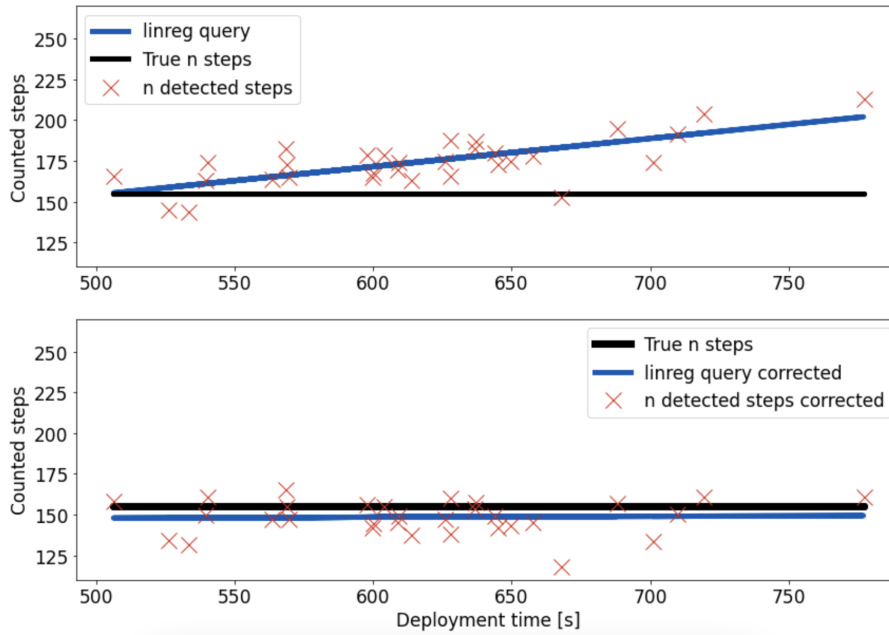 250
225
200
175
150
125
Counted steps
linreg query
True n steps
n detected steps
500 550 600 650 700 750
250
225
200
175
150
125
Counted steps
True n steps
linreg query corrected
n detected steps corrected
500 550 600 650 700 750
Deployment time [s]